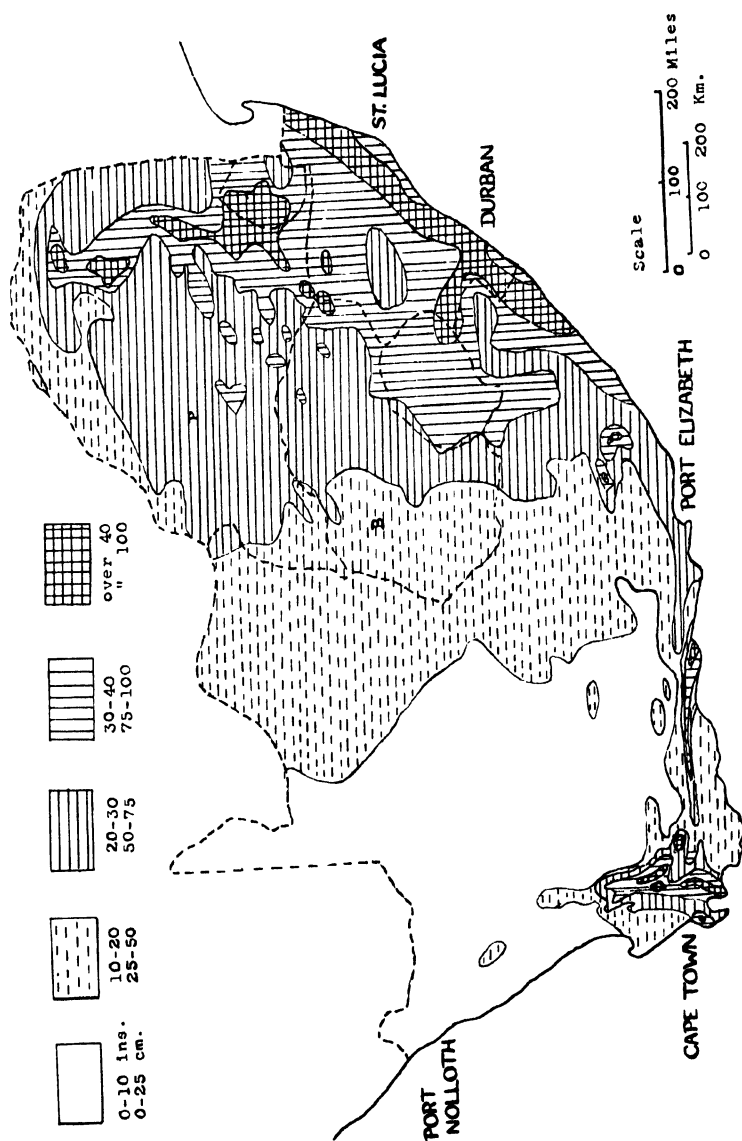 0-10 ins.
0-25 cm.
10-20
25-50
20-30
50-75
30-40
75-100
over 40
" 100
P
B
ST. LUCIA
DURBAN
PORT ELIZABETH
CAPE TOWN
PORT
NOLLOTH
Scale
0 100 200 Miles
0 100 200 Km.